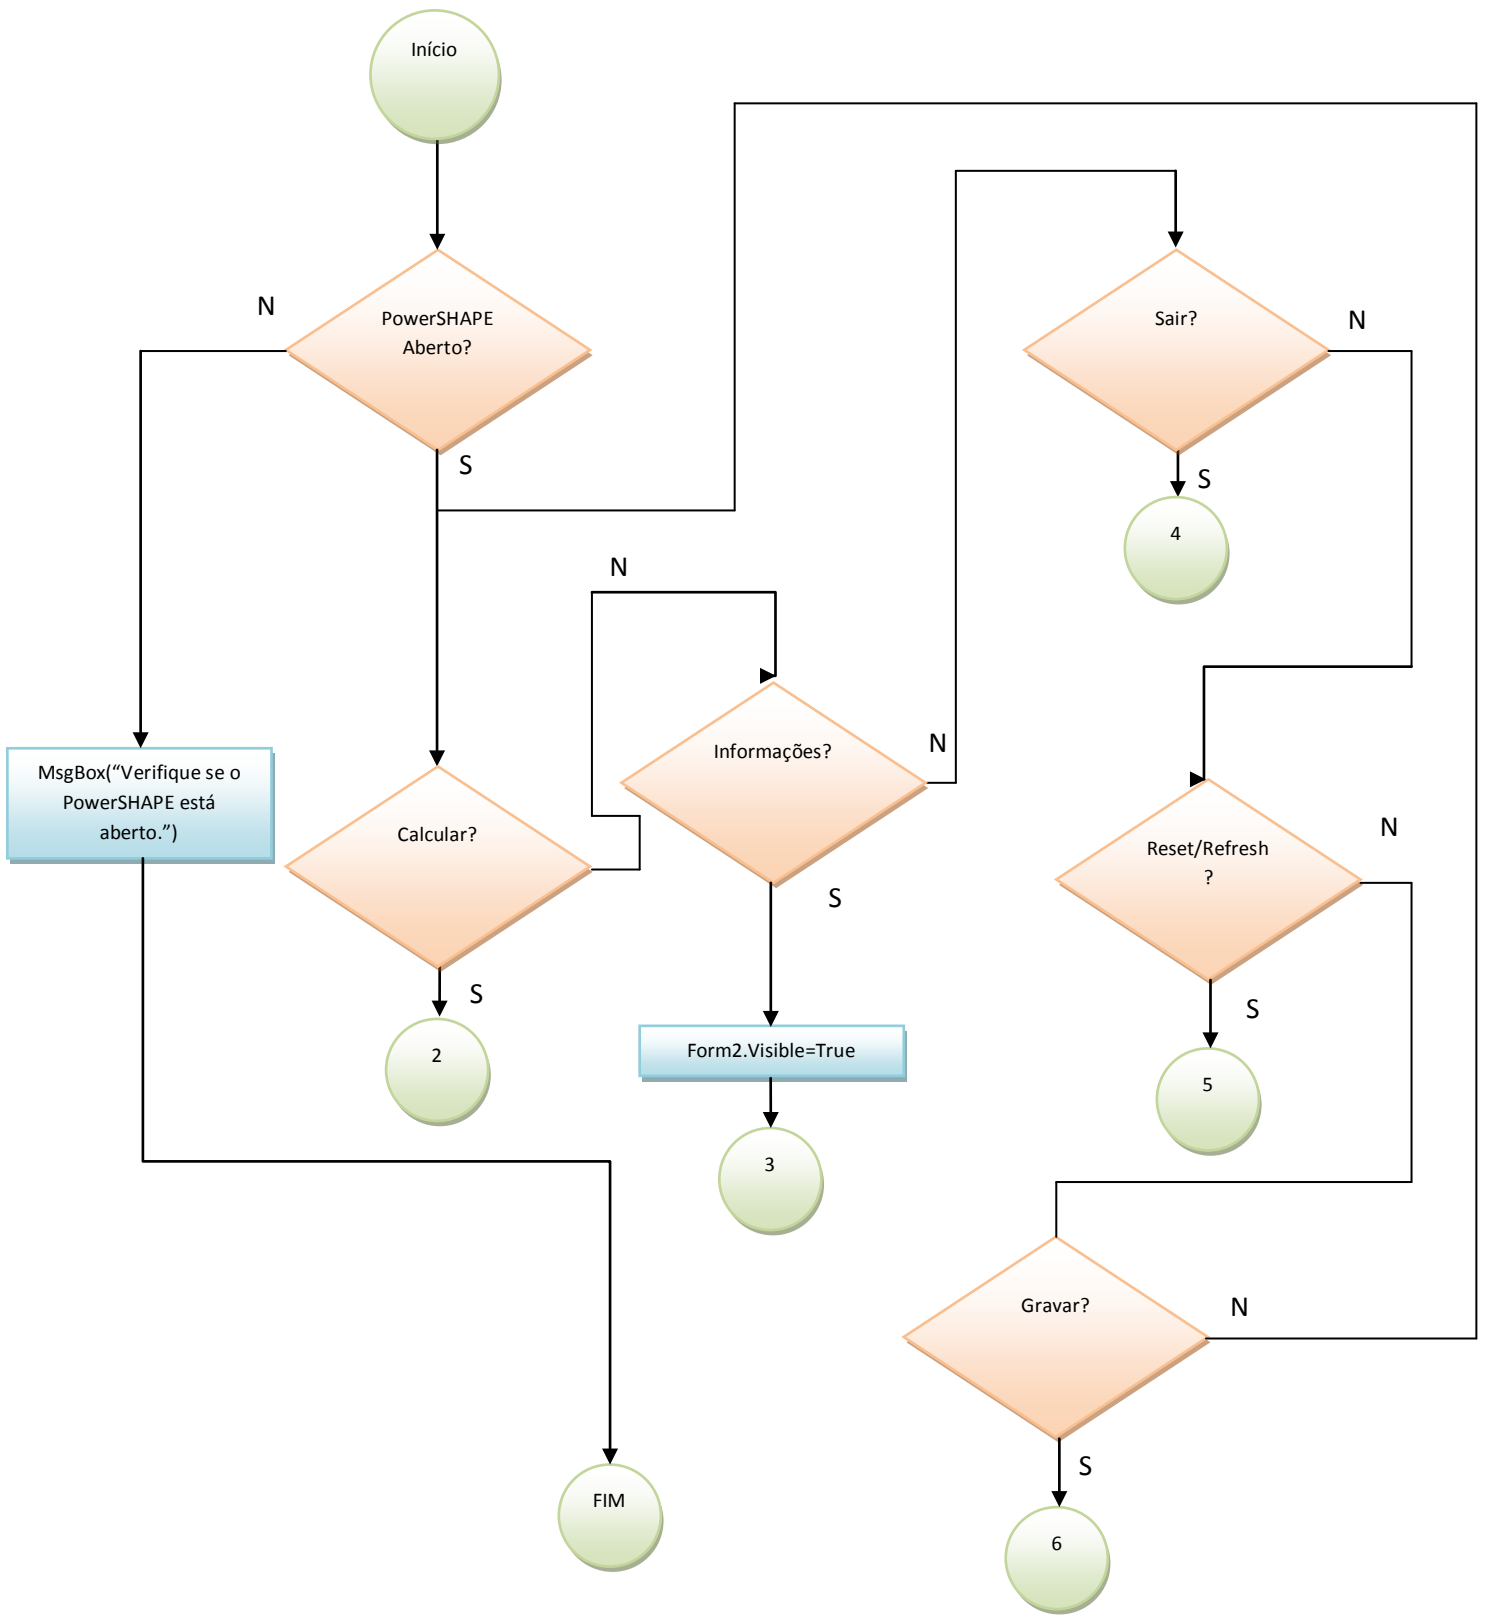 Início
N
PowerSHAPE
Aberto?
S
Sair?
N
S
4
N
Informações?
N
S
MsgBox(“Verifique se o
PowerSHAPE está
aberto.”)
Calcular?
S
2
Form2.Visible=True
3
Reset/Refresh
?
N
S
5
Gravar?
N
S
6
FIM